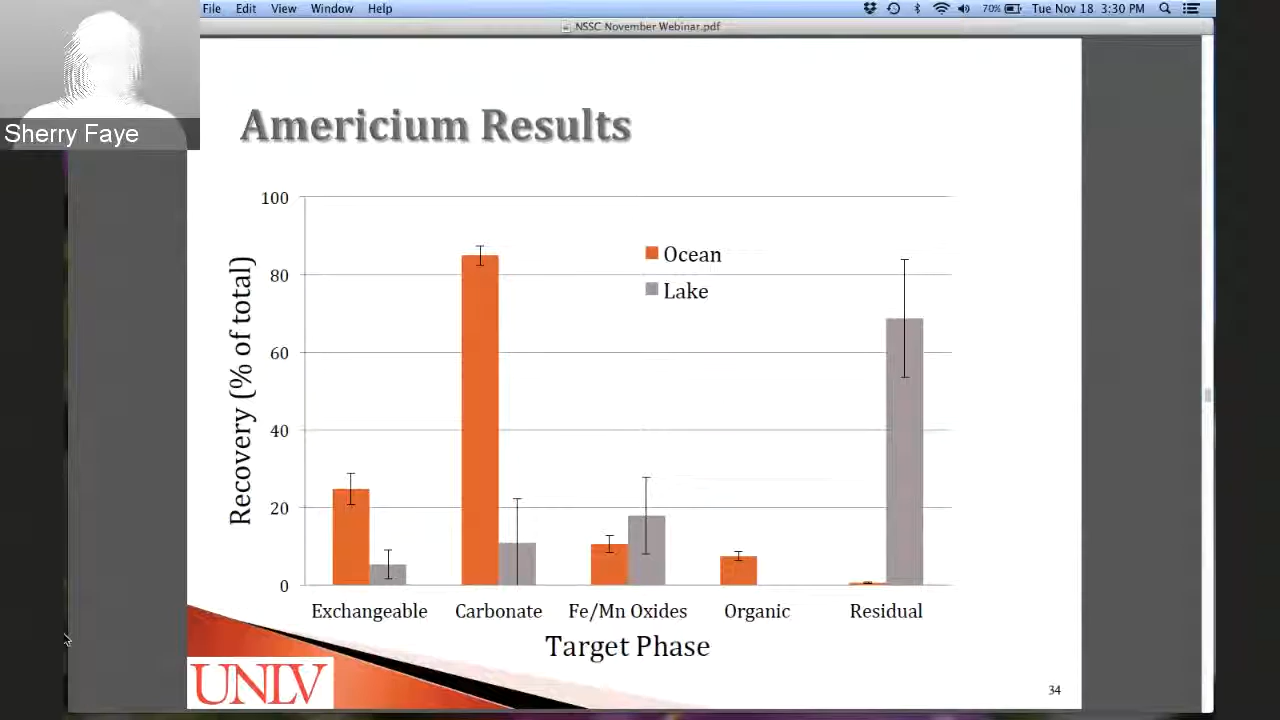 File Edit View Window Help 70% Tue Nov 18 3:30 PM
NSSC November Webinar.pdf
Sherry Faye
Americium Results
Recovery (% of total)
100
80
60
40
20
0
Ocean
Lake
Exchangeable Carbonate Fe/Mn Oxides Organic Residual
Target Phase
UNLV
34